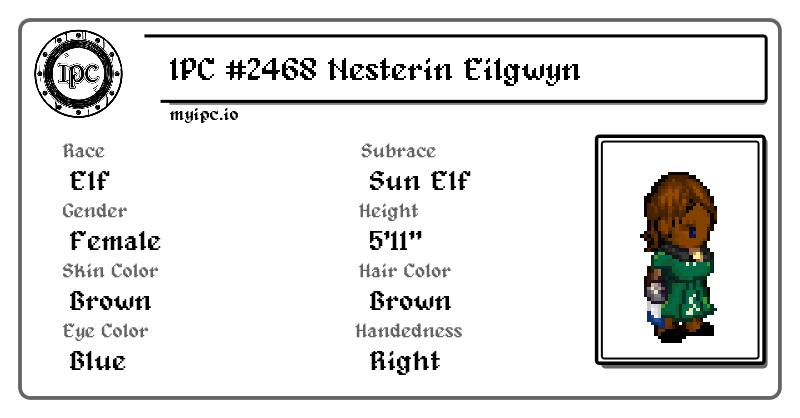 IPC
IPC #2468 Nesterin Eilgwyn
myipc.io
Race
Subrace
Elf
Sun Elf
Gender
Height
Female
5'11"
Skin Color
Hair Color
Brown
Brown
Eye Color
Handedness
Blue
Right